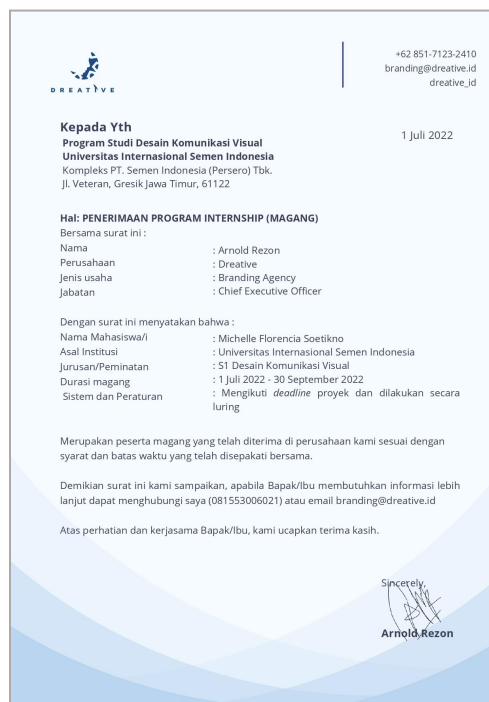 DREATIVE
+62 851-7123-2410
branding@dreative.id
dreative_id
Kepada Yth
1 Juli 2022
Program Studi Desain Komunikasi Visual
Universitas Internasional Semen Indonesia
Kompleks PT. Semen Indonesia (Persero) Tbk.
Jl. Veteran, Gresik Jawa Timur, 61122
Hal: PENERIMAAN PROGRAM INTERNSHIP (MAGANG)
Bersama surat ini :
Nama : Arnold Rezon
Perusahaan : Dreative
Jenis usaha : Branding Agency
Jabatan : Chief Executive Officer
Dengan surat ini menyatakan bahwa :
Nama Mahasiswa/i : Michelle Florencia Soetikno
Asal Institusi : Universitas Internasional Semen Indonesia
Jurusan/Peminatan : S1 Desain Komunikasi Visual
Durasi magang : 1 Juli 2022 - 30 September 2022
Sistem dan Peraturan : Mengikuti deadline proyek dan dilakukan secara
luring
Merupakan peserta magang yang telah diterima di perusahaan kami sesuai dengan
syarat dan batas waktu yang telah disepakati bersama.
Demikian surat ini kami sampaikan, apabila Bapak/Ibu membutuhkan informasi lebih
lanjut dapat menghubungi saya (081553006021) atau email branding@dreative.id
Atas perhatian dan kerjasama Bapak/Ibu, kami ucapkan terima kasih.
Sincerely,
Arnold Rezon